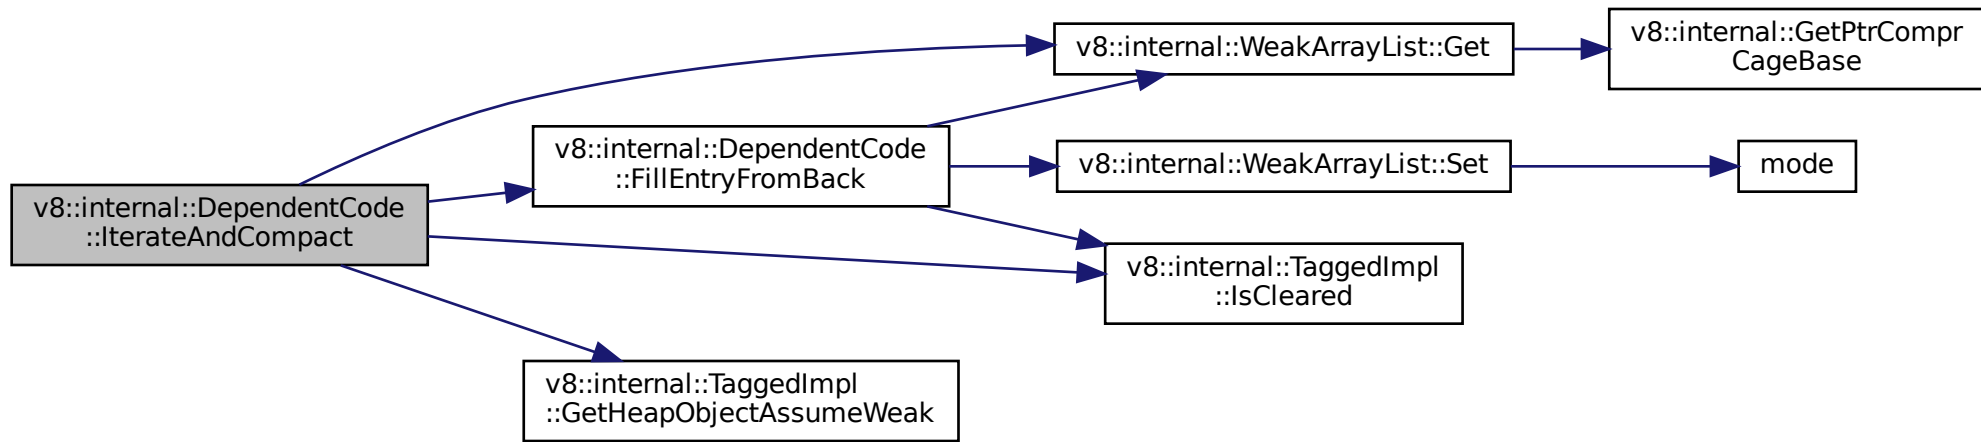 v8::internal::DependentCode
::IterateAndCompact
v8::internal::WeakArrayList::Get
v8::internal::GetPtrCompr
CageBase
v8::internal::DependentCode
::FillEntryFromBack
v8::internal::WeakArrayList::Set
mode
v8::internal::TaggedImpl
::IsCleared
v8::internal::TaggedImpl
::GetHeapObjectAssumeWeak